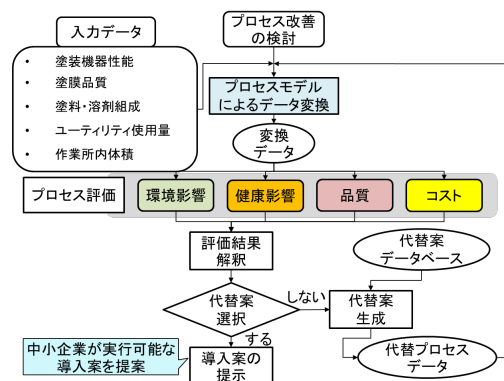 入力データ
・ 塗装機器性能
・ 塗膜品質
・ 塗料・溶剤組成
・ ユーティリティ使用量
・ 作業所内体積
プロセス改善
の検討
プロセスモデル
によるデータ変換
変換
データ
プロセス評価
環境影響
健康影響
品質
コスト
評価結果
解釈
代替案
データベース
代替案
選択
しない
代替案
生成
する
中小企業が実行可能な
導入案を提案
導入案の
提示
代替プロセス
データ